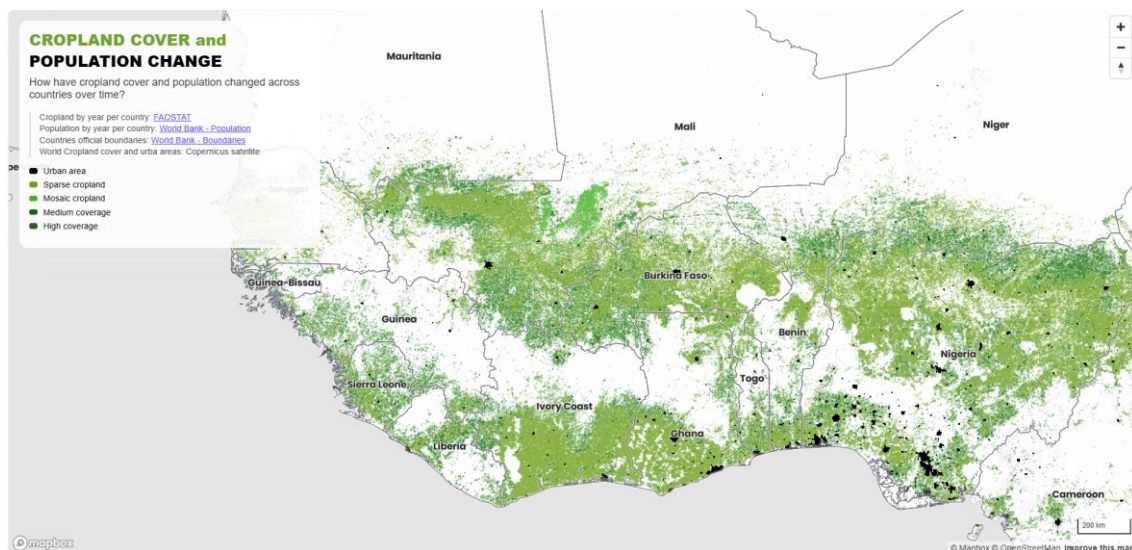 CROPLAND COVER and
POPULATION CHANGE
How have cropland cover and population changed across
countries over time?
Cropland by year per country: FAOSTAT
Population by year per country: World Bank - Population
Countries official boundaries: World Bank - Boundaries
World Cropland cover and urba areas: Copernicus satellite
Urban area
Sparse cropland
Mosaic cropland
Medium coverage
High coverage
Mauritania
Mali
Niger
Senegal
Burkina Faso
Guinea-Bissau
Guinea
Benin
Nigeria
Sierra Leone
Togo
Ivory Coast
Ghana
Liberia
Cameroon
200 km
mapbox
© Mapbox © OpenStreetMap Improve this map